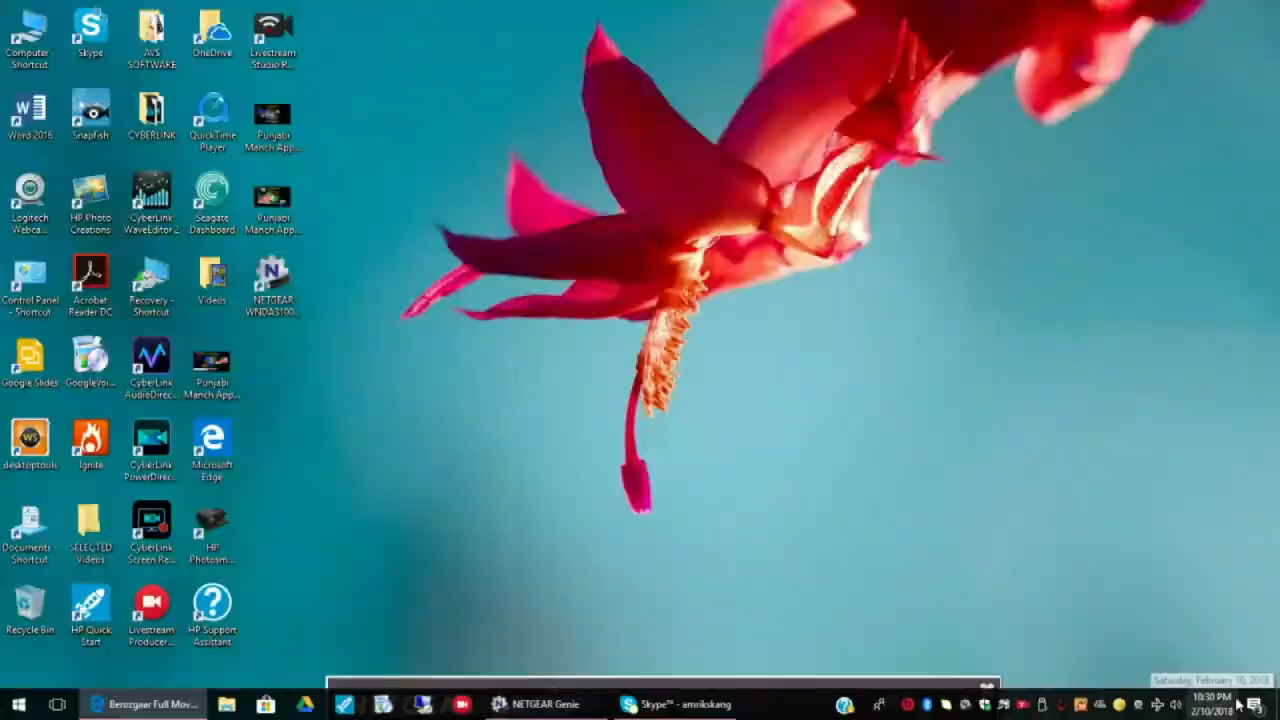 Computer - Shortcut
Skype
AVS SOFTWARE
OneDrive
Livestream Studio R...
Word 2016
Snapfish
CYBERLINK
QuickTime Player
Punjabi Manch App...
Logitech Webca...
HP Photo Creations
CyberLink WaveEditor 2
Seagate Dashboard
Punjabi Manch App...
Control Panel - Shortcut
Acrobat Reader DC
Recovery - Shortcut
Videos
NETGEAR WNDA3100...
Google Slides
GoogleVoi...
CyberLink AudioDirec...
Punjabi Manch App...
desktoptools
Ignite
CyberLink PowerDirec...
Microsoft Edge
Documents - Shortcut
SELECTED Videos
CyberLink Screen Re...
HP Photosm...
Recycle Bin
HP Quick Start
Livestream Producer...
HP Support Assistant
Saturday, February 10, 2018
Berozgaar Full Mov...
NETGEAR Genie
Skype™ - amrikskang
10:30 PM
2/10/2018